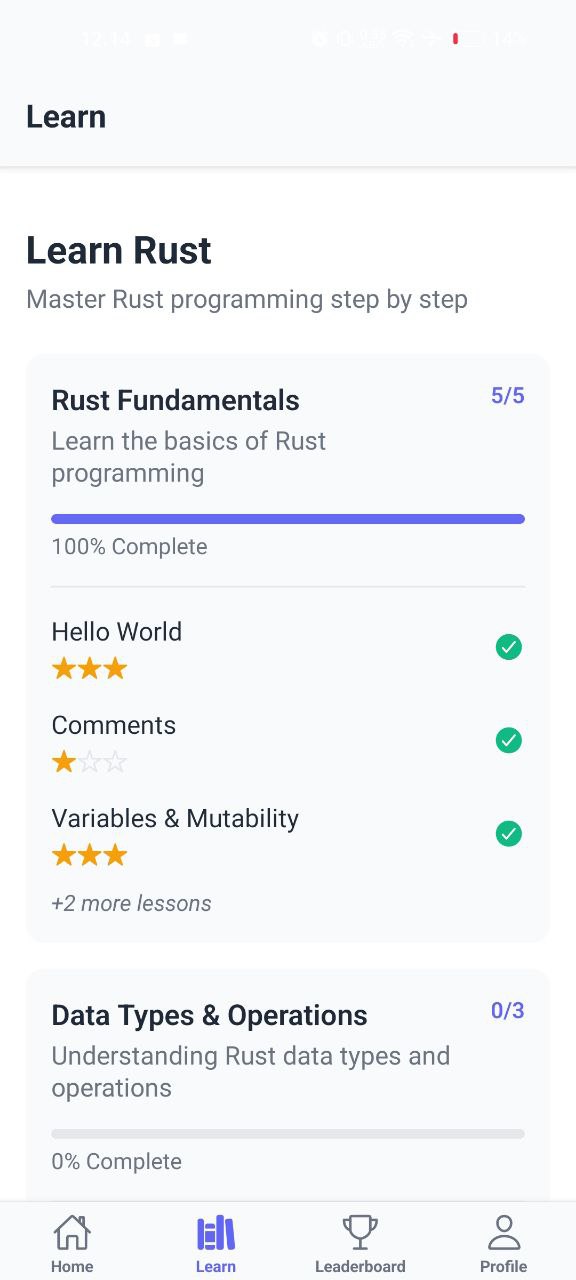 12.14
14%
Learn
Learn Rust
Master Rust programming step by step
Rust Fundamentals
5/5
Learn the basics of Rust
programming
100% Complete
Hello World
Comments
Variables & Mutability
+2 more lessons
Data Types & Operations
0/3
Understanding Rust data types and
operations
0% Complete
Home
Learn
Leaderboard
Profile